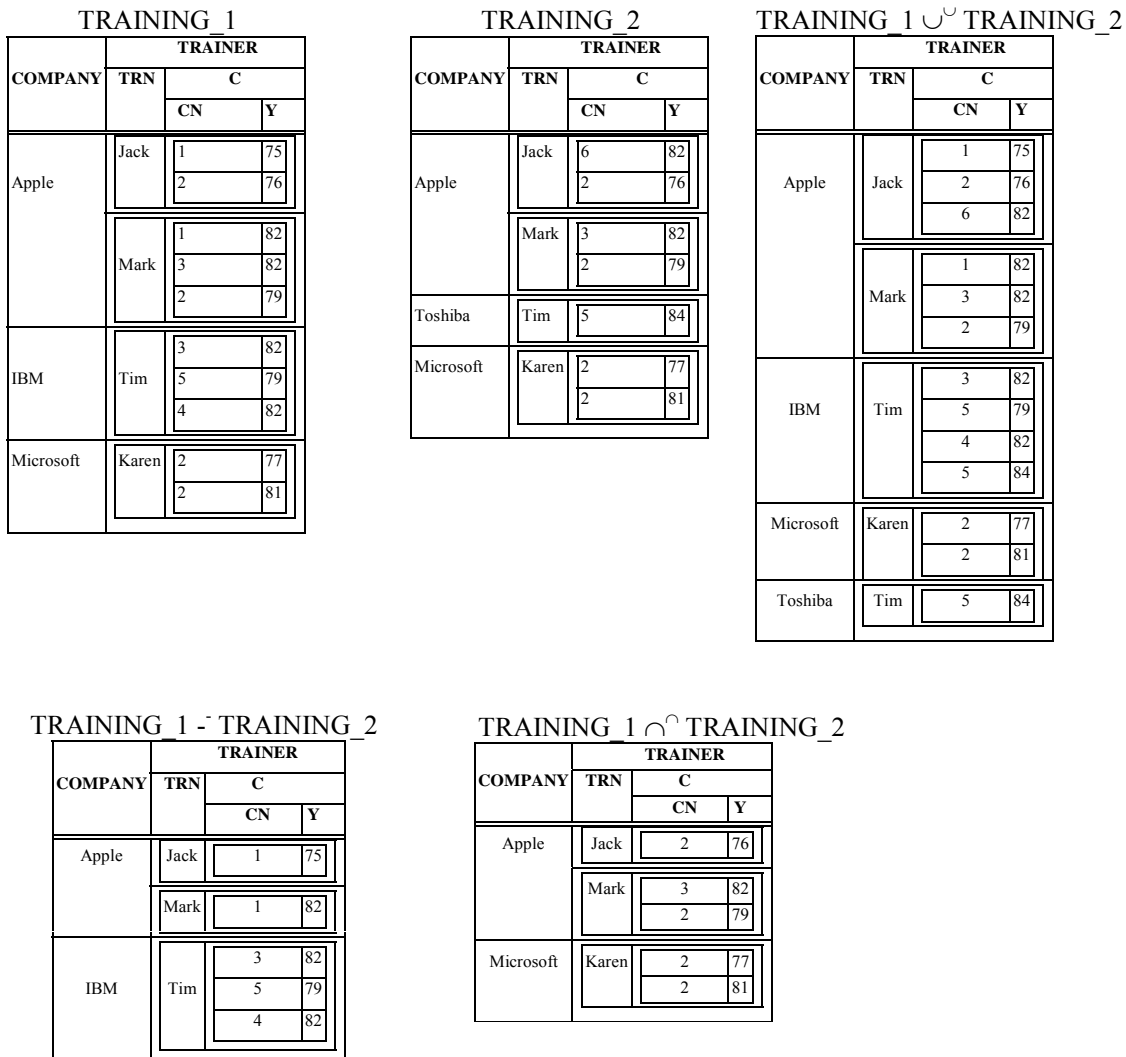 TRAINING_1
TRAINER
COMPANY TRN C
CN Y
Apple Jack 1 75
2 76
Mark 1 82
3 82
2 79
IBM Tim 3 82
5 79
4 82
Microsoft Karen 2 77
2 81
TRAINING_2
TRAINER
COMPANY TRN C
CN Y
Apple Jack 6 82
2 76
Mark 3 82
2 79
Toshiba Tim 5 84
Microsoft Karen 2 77
2 81
TRAINING_1 ∪^∪ TRAINING_2
TRAINER
COMPANY TRN C
CN Y
Apple Jack 1 75
2 76
6 82
Mark 1 82
3 82
2 79
IBM Tim 3 82
5 79
4 82
5 84
Microsoft Karen 2 77
2 81
Toshiba Tim 5 84
TRAINING_1 -^- TRAINING_2
TRAINER
COMPANY TRN C
CN Y
Apple Jack 1 75
Mark 1 82
IBM Tim 3 82
5 79
4 82
TRAINING_1 ∩^∩ TRAINING_2
TRAINER
COMPANY TRN C
CN Y
Apple Jack 2 76
Mark 3 82
2 79
Microsoft Karen 2 77
2 81